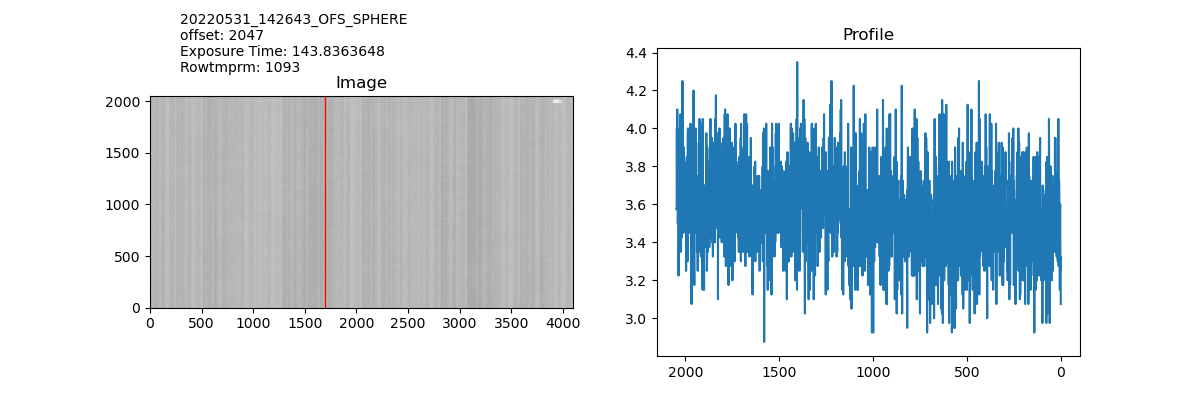 20220531_142643_OFS_SPHERE
offset: 2047
Exposure Time: 143.8363648
Rowtmprm: 1093
Image
2000
1500
1000
500
0
0 500 1000 1500 2000 2500 3000 3500 4000
Profile
4.4
4.2
4.0
3.8
3.6
3.4
3.2
3.0
2000 1500 1000 500 0